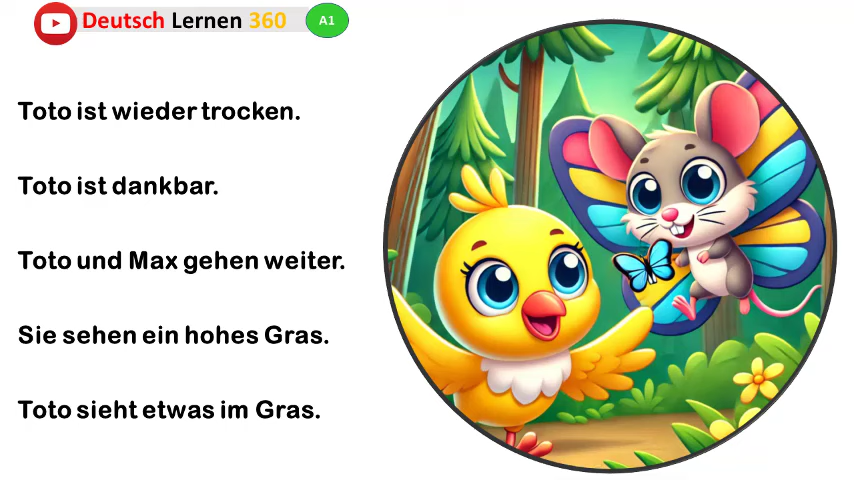 Deutsch Lernen 360 A1
Toto ist wieder trocken.
Toto ist dankbar.
Toto und Max gehen weiter.
Sie sehen ein hohes Gras.
Toto sieht etwas im Gras.